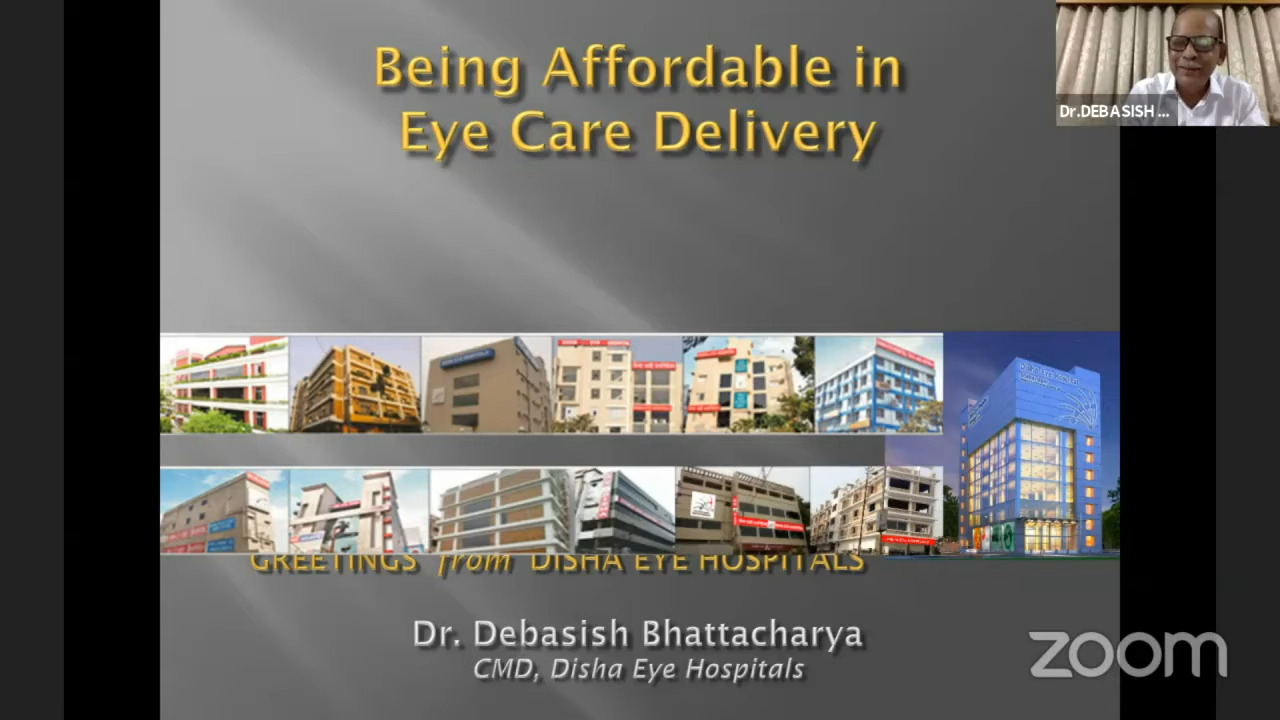 Being Affordable in
Eye Care Delivery
Dr.DEBASISH ...
GREETINGS from DISHA EYE HOSPITALS
Dr. Debasish Bhattacharya
CMD, Disha Eye Hospitals
zoom